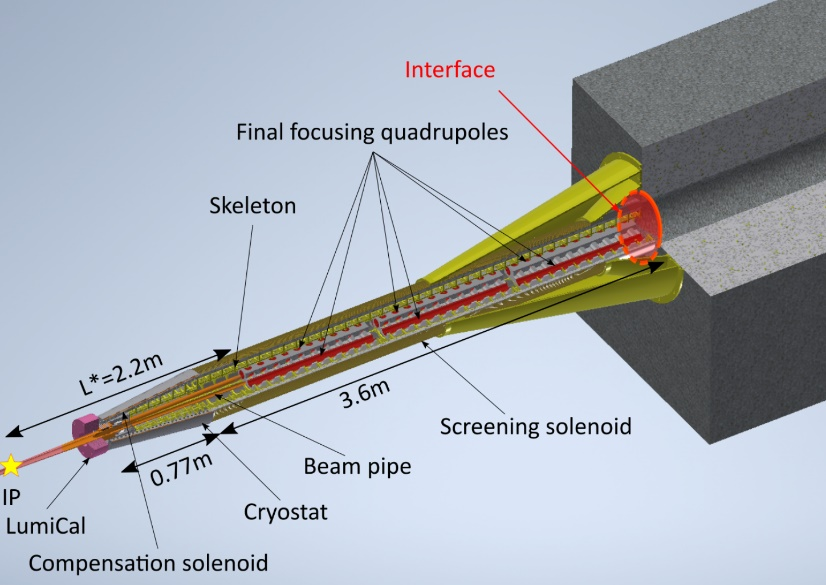 Interface
Final focusing quadrupoles
Skeleton
L*=2.2m
3.6m
Screening solenoid
0.77m
Beam pipe
IP
Cryostat
LumiCal
Compensation solenoid